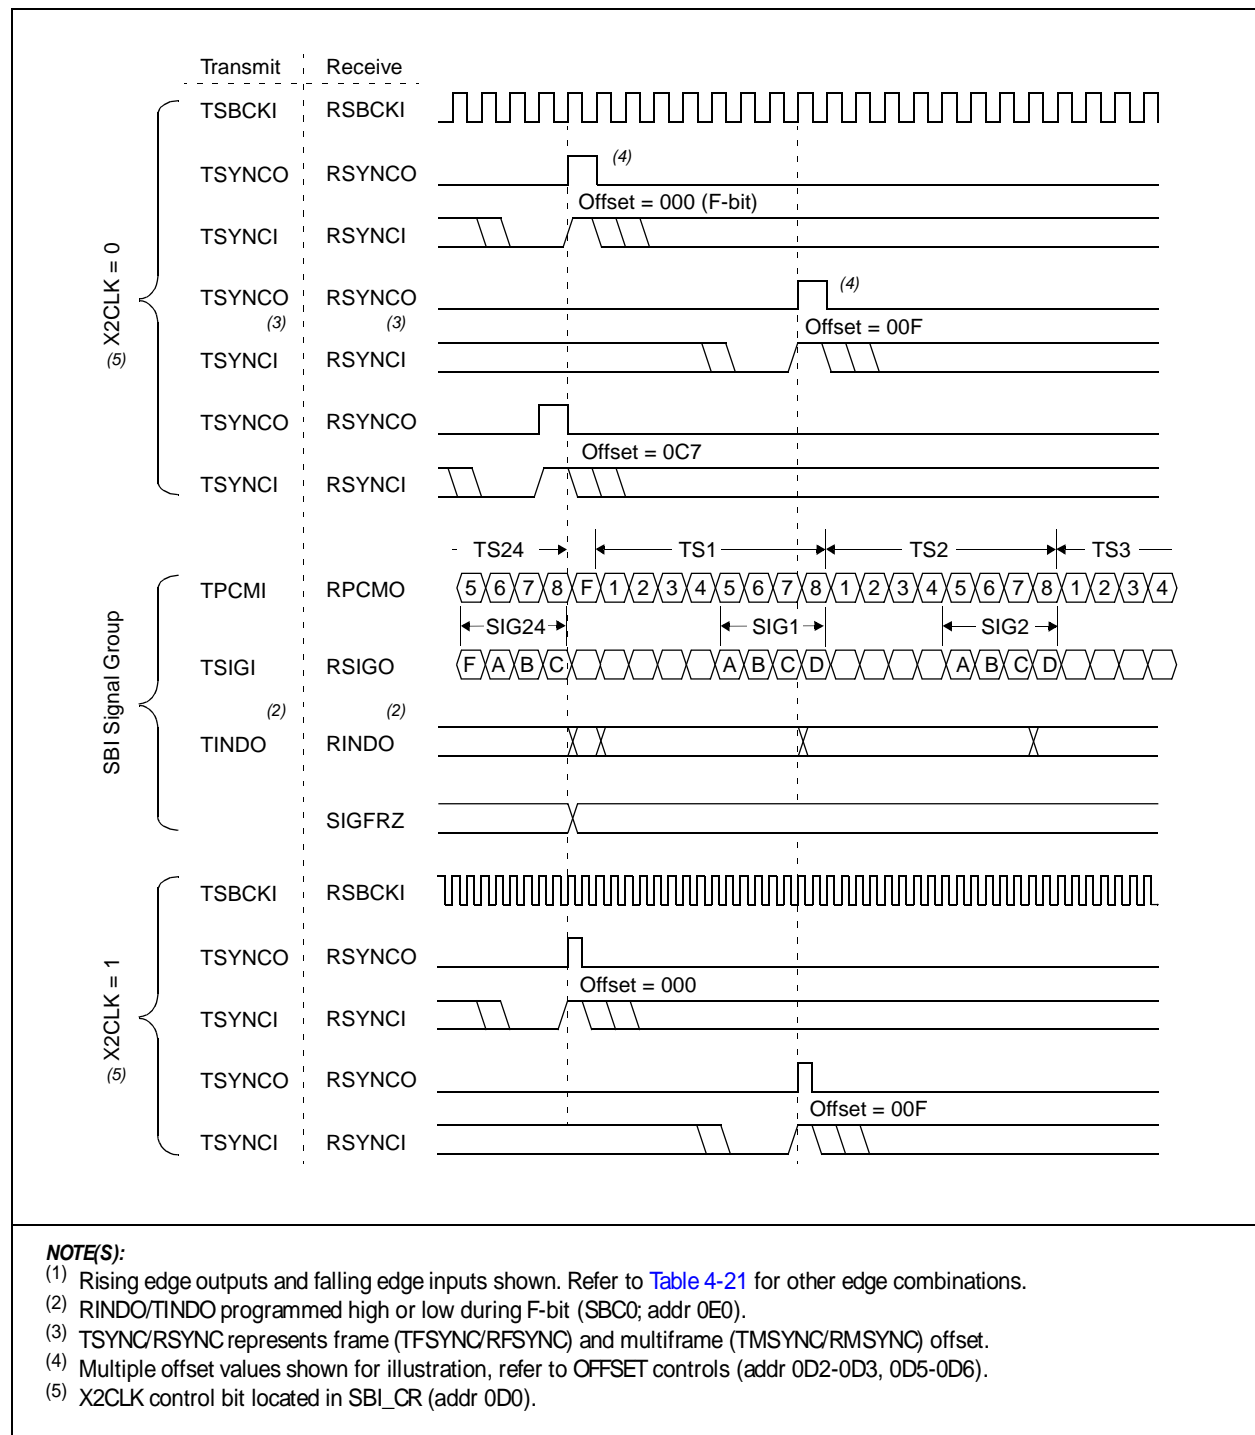 Transmit Receive
TSBCKI RSBCKI
TSYNCO RSYNCO (4)
Offset = 000 (F-bit)
TSYNCI RSYNCI
TSYNCO RSYNCO (4)
(3) (3) Offset = 00F
TSYNCI RSYNCI
(5) X2CLK = 0
TSYNCO RSYNCO
Offset = 0C7
TSYNCI RSYNCI
TS24 TS1 TS2 TS3
TPCMI RPCMO 5 6 7 8 F 1 2 3 4 5 6 7 8 1 2 3 4 5 6 7 8 1 2 3 4
SIG24 SIG1 SIG2
TSIGI RSIGO F A B C A B C D A B C D
(2) (2)
TINDO RINDO
SBI Signal Group
SIGFRZ
TSBCKI RSBCKI
TSYNCO RSYNCO
Offset = 000
TSYNCI RSYNCI
(5) X2CLK = 1
TSYNCO RSYNCO
Offset = 00F
TSYNCI RSYNCI
NOTE(S):
(1) Rising edge outputs and falling edge inputs shown. Refer to Table 4-21 for other edge combinations.
(2) RINDO/TINDO programmed high or low during F-bit (SBC0; addr 0E0).
(3) TSYNC/RSYNC represents frame (TFSYNC/RFSYNC) and multiframe (TMSYNC/RMSYNC) offset.
(4) Multiple offset values shown for illustration, refer to OFFSET controls (addr 0D2-0D3, 0D5-0D6).
(5) X2CLK control bit located in SBI_CR (addr 0D0).